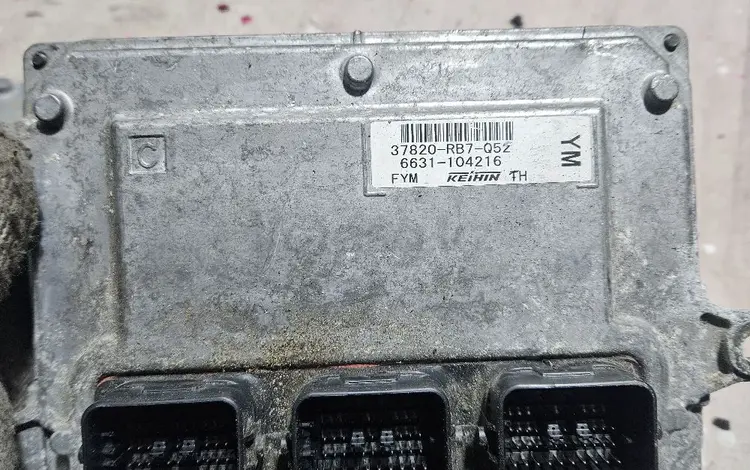 C
37820-RB7-Q52
6631-104216
FYM KEIHIN TH
YM